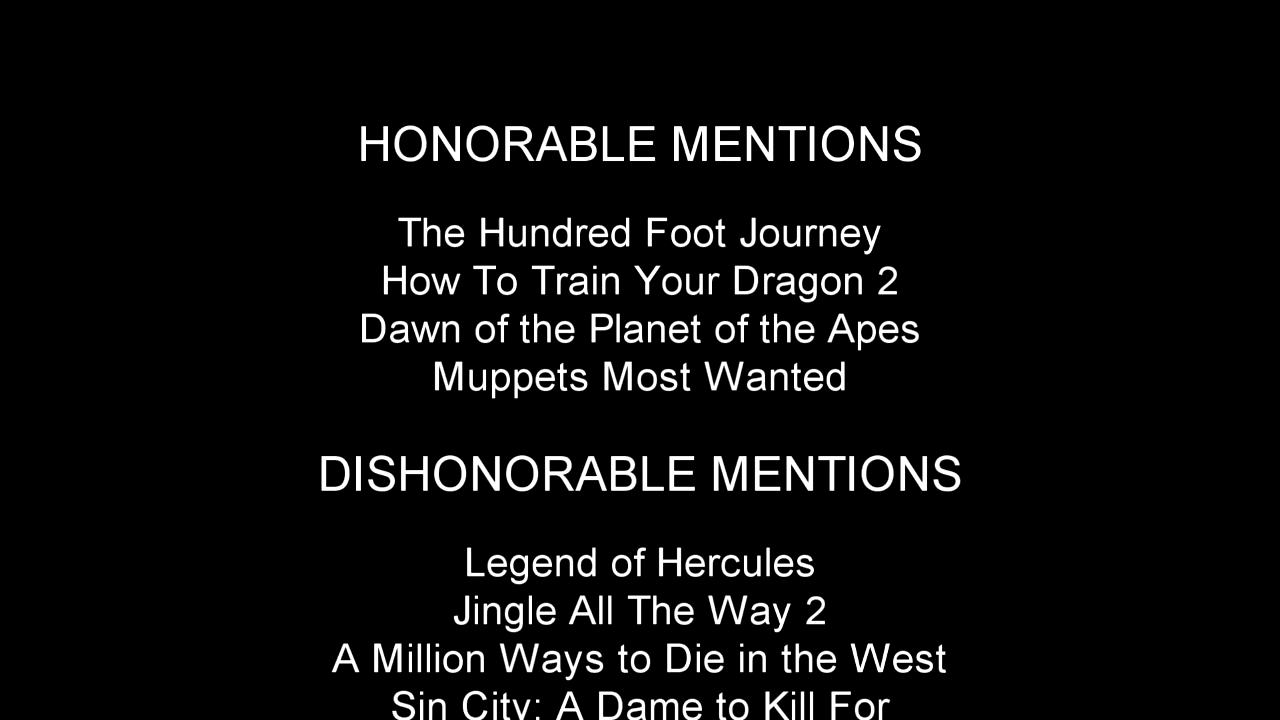 HONORABLE MENTIONS
The Hundred Foot Journey
How To Train Your Dragon 2
Dawn of the Planet of the Apes
Muppets Most Wanted
DISHONORABLE MENTIONS
Legend of Hercules
Jingle All The Way 2
A Million Ways to Die in the West
Sin City: A Dame to Kill For